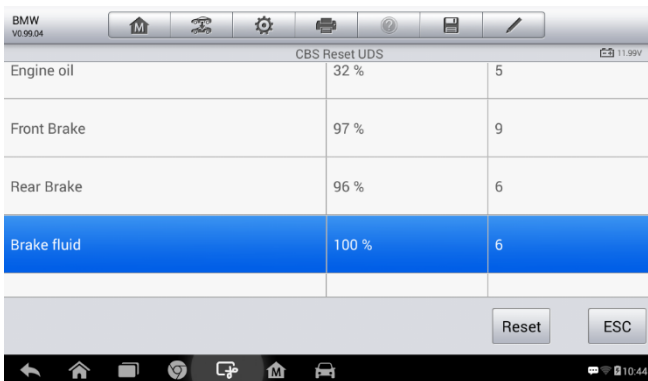 BMW
V0.99.04
CBS Reset UDS
11.99V
Engine oil 32 % 5
Front Brake 97 % 9
Rear Brake 96 % 6
Brake fluid 100 % 6
Reset ESC
10:44